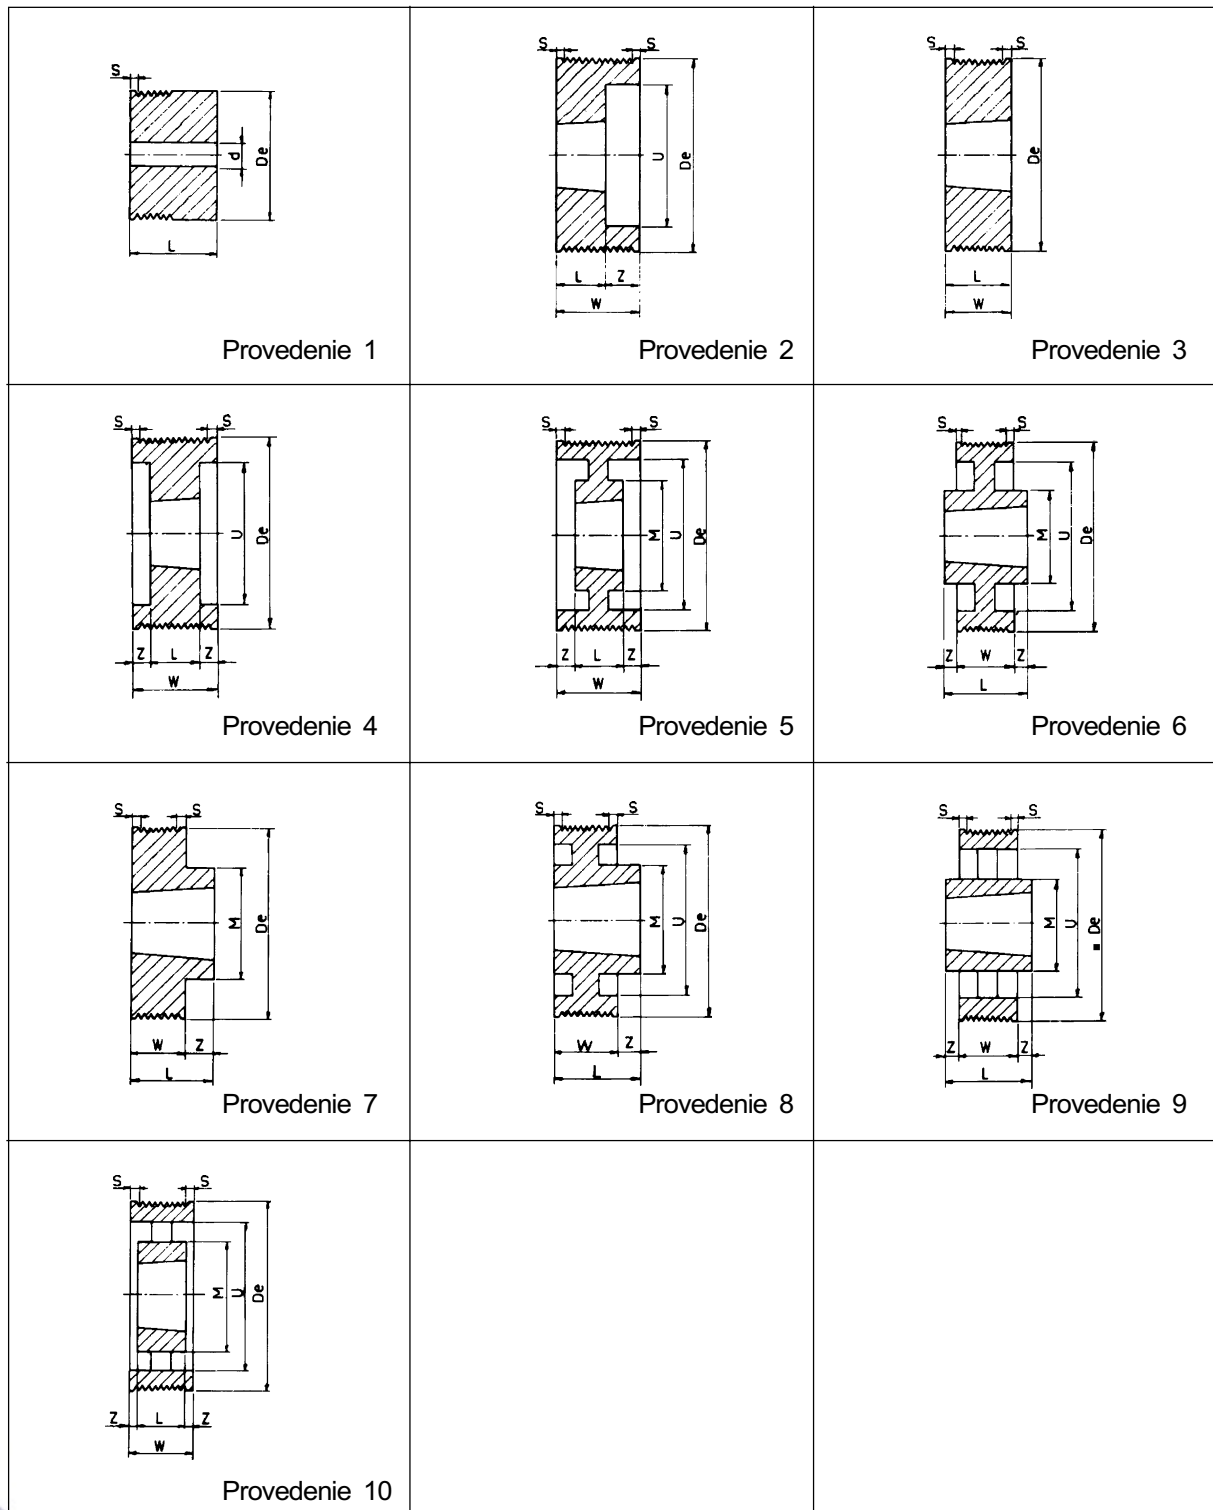 S
d
De
L
Provedenie 1
S S
U
De
L Z
W
Provedenie 2
S S
De
L
W
Provedenie 3
S S
U
De
Z L Z
W
Provedenie 4
S S
M
U
De
Z L Z
W
Provedenie 5
S S
M
U
De
Z W Z
L
Provedenie 6
S S
M
De
W Z
L
Provedenie 7
S S
M
U
De
W Z
L
Provedenie 8
S S
M
U
De
Z W Z
L
Provedenie 9
S S
M
U
De
Z L Z
W
Provedenie 10